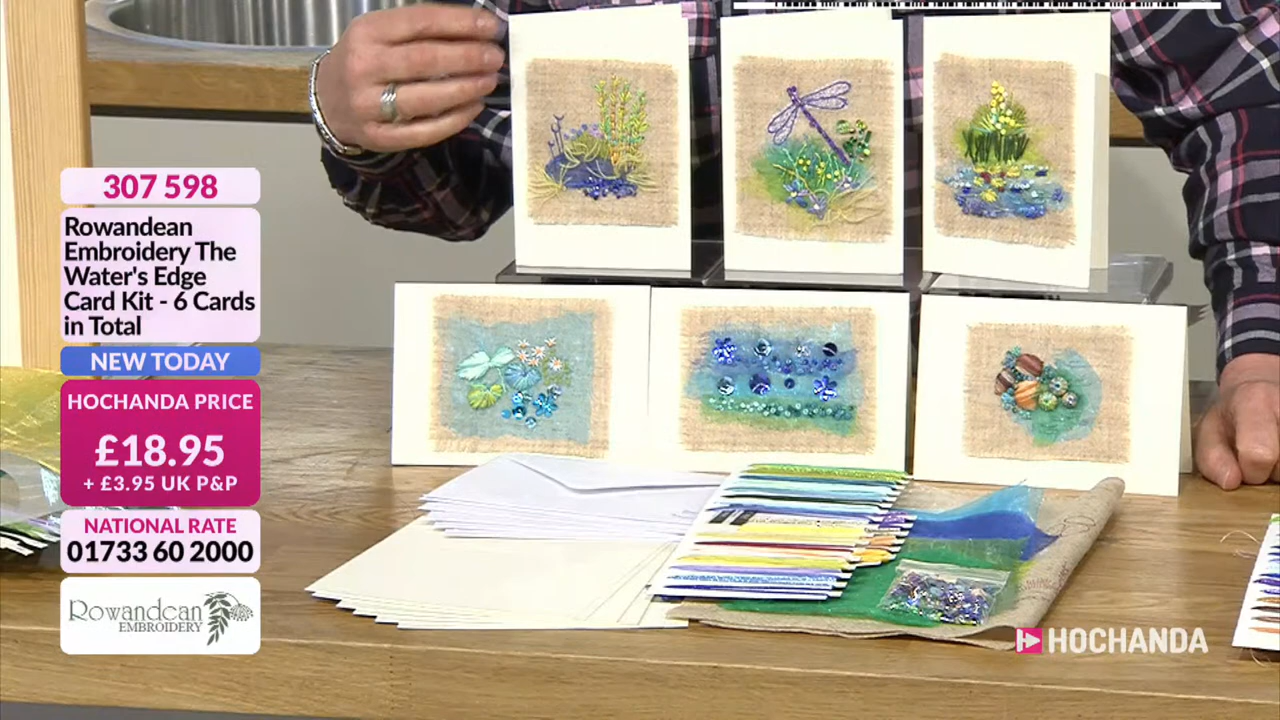 307 598
Rowandean
Embroidery The
Water's Edge
Card Kit - 6 Cards
in Total
NEW TODAY
HOCHANDA PRICE
£18.95
+ £3.95 UK P&P
NATIONAL RATE
01733 60 2000
Rowandean
EMBROIDERY
HOCHANDA